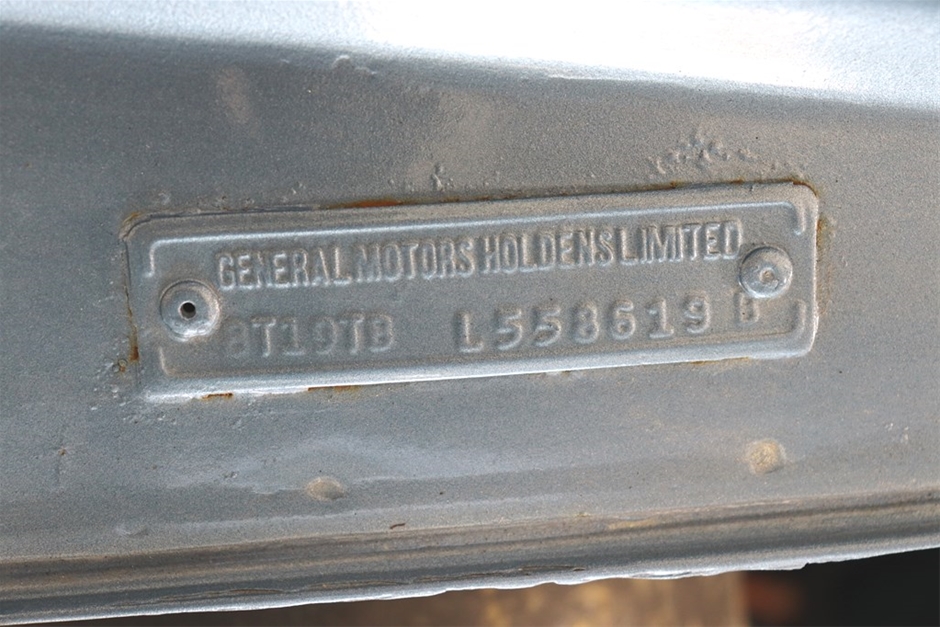 GENERAL MOTORS HOLDENS LIMITED
8T19TB L558619 B